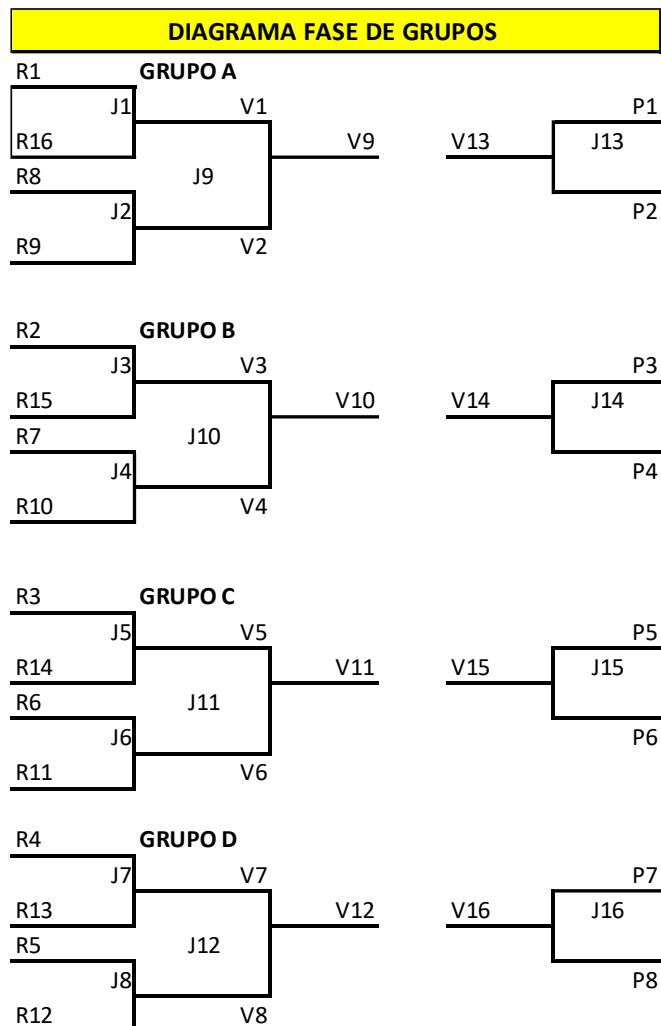 DIAGRAMA FASE DE GRUPOS
R1 GRUPO A
J1 V1 P1
R16 V9 V13 J13
R8 J9
J2 P2
R9 V2
R2 GRUPO B
J3 V3 P3
R15 V10 V14 J14
R7 J10
J4 P4
R10 V4
R3 GRUPO C
J5 V5 P5
R14 V11 V15 J15
R6 J11
J6 P6
R11 V6
R4 GRUPO D
J7 V7 P7
R13 V12 V16 J16
R5 J12
J8 P8
R12 V8